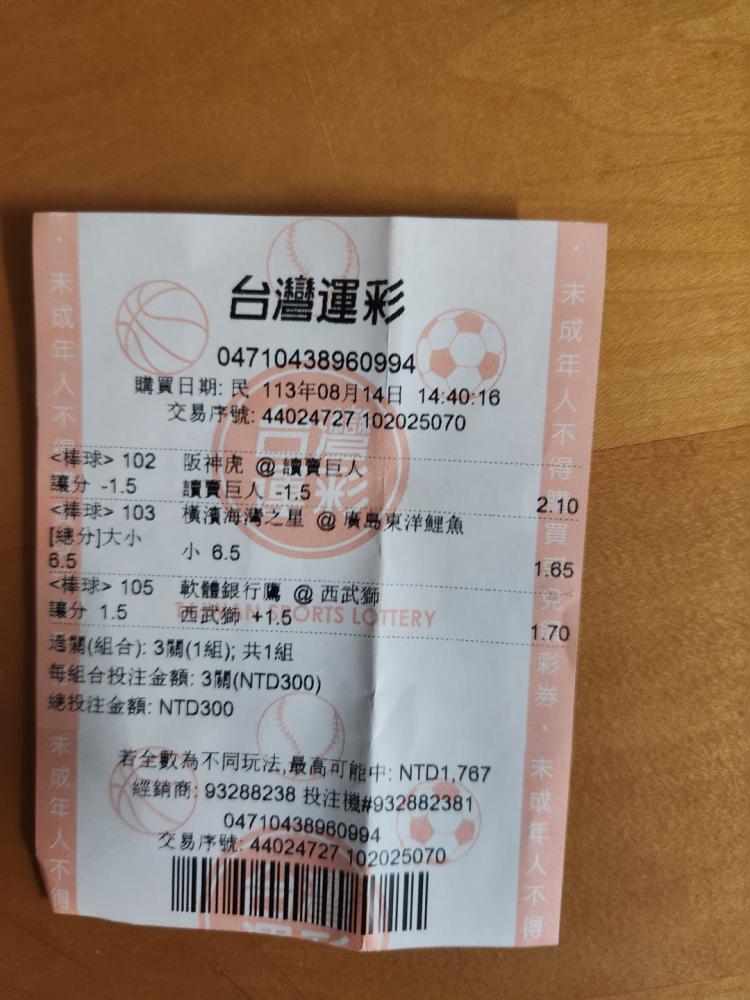 台灣運彩
04710438960994
購買日期: 民 113年08月14日 14:40:16
交易序號: 44024727 102025070
<棒球> 102 阪神虎 @ 讀賣巨人
讓分 -1.5 讀賣巨人 -1.5 2.10
<棒球> 103 橫濱海灣之星 @ 廣島東洋鯉魚
[總分]大小 小 6.5
6.5 1.65
<棒球> 105 軟體銀行鷹 @ 西武獅
讓分 1.5 西武獅 +1.5 1.70
TAIWAN SPORTS LOTTERY
過關(組合): 3關(1組); 共1組
每組合投注金額: 3關(NTD300)
總投注金額: NTD300
若全數為不同玩法,最高可能中: NTD1,767
經銷商: 93288238 投注機#932882381
04710438960994
交易序號: 44024727 102025070
未成年人不得
未成年人不得
未成年人不得購買或兌彩券
未成年人不得